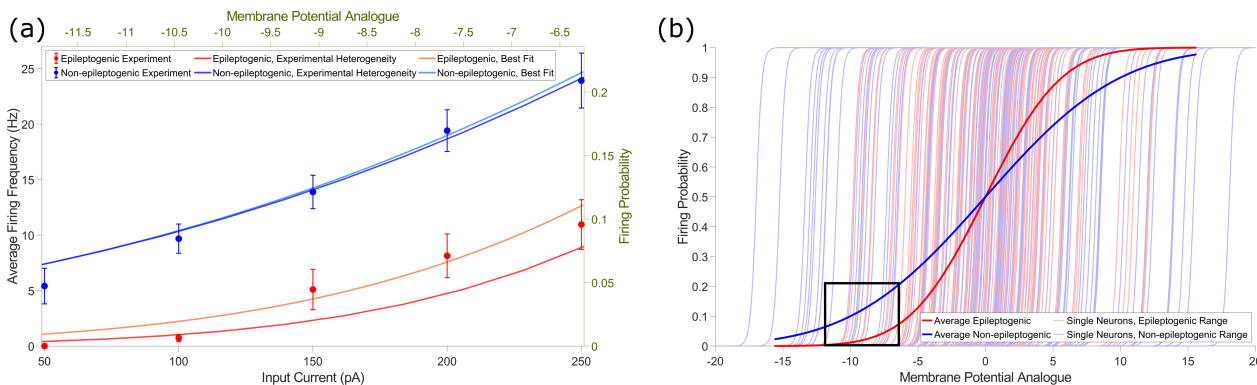 (a)
Membrane Potential Analogue
-11.5 -11 -10.5 -10 -9.5 -9 -8.5 -8 -7.5 -7 -6.5
Epileptogenic Experiment Epileptogenic, Experimental Heterogeneity Epileptogenic, Best Fit
Non-epileptogenic Experiment Non-epileptogenic, Experimental Heterogeneity Non-epileptogenic, Best Fit
Average Firing Frequency (Hz)
25
20
15
10
5
0
0.2
0.15
0.1
0.05
0
Firing Probability
50 100 150 200 250
Input Current (pA)
(b)
Firing Probability
1
0.9
0.8
0.7
0.6
0.5
0.4
0.3
0.2
0.1
0
Average Epileptogenic Single Neurons, Epileptogenic Range
Average Non-epileptogenic Single Neurons, Non-epileptogenic Range
-20 -15 -10 -5 0 5 10 15 20
Membrane Potential Analogue